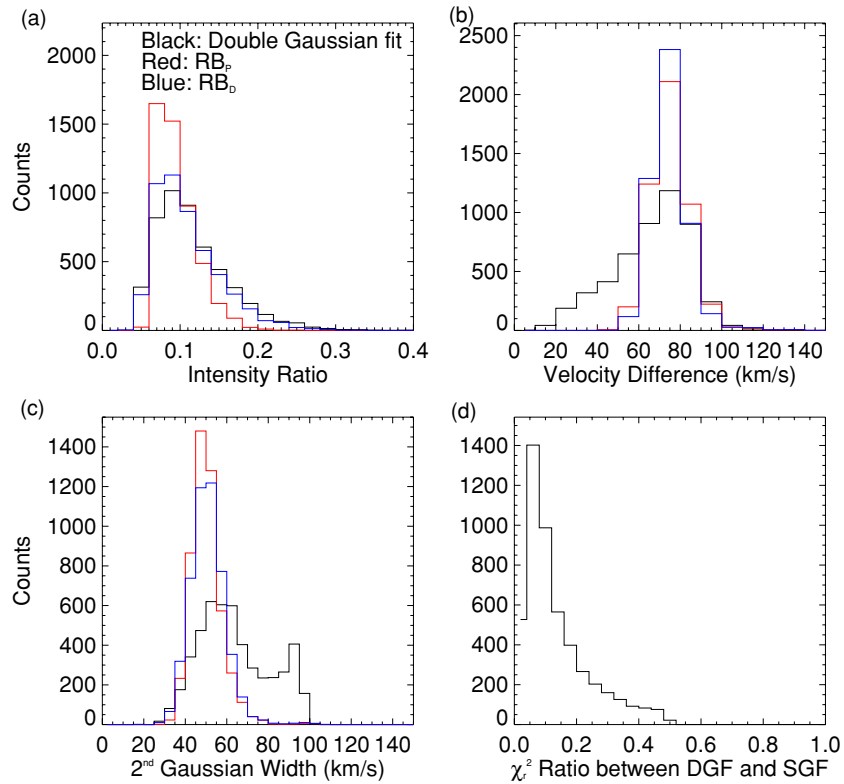 (a)
Black: Double Gaussian fit
Red: RB_P
Blue: RB_D
2000
1500
1000
500
0
Counts
0.0 0.1 0.2 0.3 0.4
Intensity Ratio
(b)
2500
2000
1500
1000
500
0
0 20 40 60 80 100 120 140
Velocity Difference (km/s)
(c)
1400
1200
1000
800
600
400
200
0
Counts
0 20 40 60 80 100 120 140
2nd Gaussian Width (km/s)
(d)
1400
1200
1000
800
600
400
200
0
0.0 0.2 0.4 0.6 0.8 1.0
χ_r² Ratio between DGF and SGF